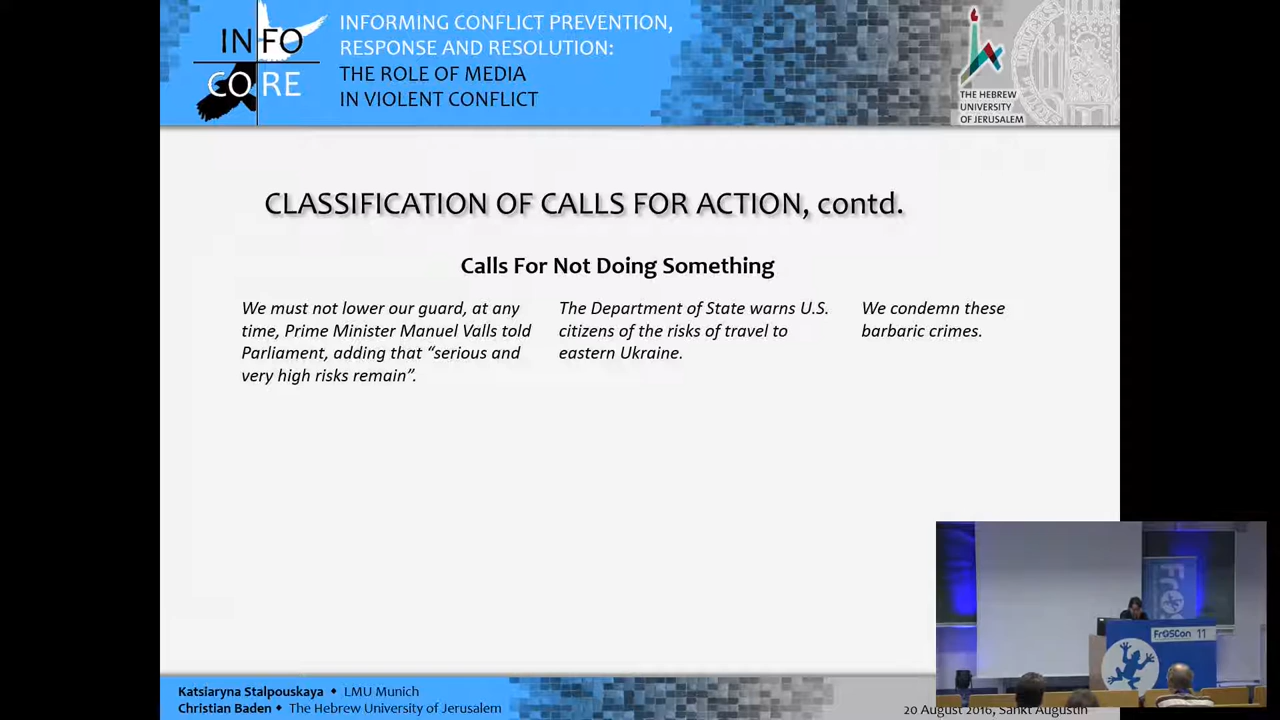 INFO
CORE
INFORMING CONFLICT PREVENTION,
RESPONSE AND RESOLUTION:
THE ROLE OF MEDIA
IN VIOLENT CONFLICT
THE HEBREW
UNIVERSITY
OF JERUSALEM
CLASSIFICATION OF CALLS FOR ACTION, contd.
Calls For Not Doing Something
We must not lower our guard, at any
time, Prime Minister Manuel Valls told
Parliament, adding that “serious and
very high risks remain”.
The Department of State warns U.S.
citizens of the risks of travel to
eastern Ukraine.
We condemn these
barbaric crimes.
FrOSCon 11
Katsiaryna Stalpouskaya ◆ LMU Munich
Christian Baden ◆ The Hebrew University of Jerusalem
20 August 2016, Sankt Augustin